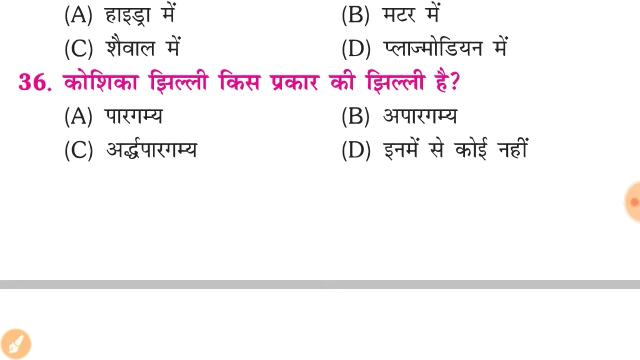 (A) हाइड्रा में (B) मटर में
(C) शैवाल में (D) प्लाज्मोडियन में
36. कोशिका झिल्ली किस प्रकार की झिल्ली है?
(A) पारगम्य (B) अपारगम्य
(C) अर्द्धपारगम्य (D) इनमें से कोई नहीं